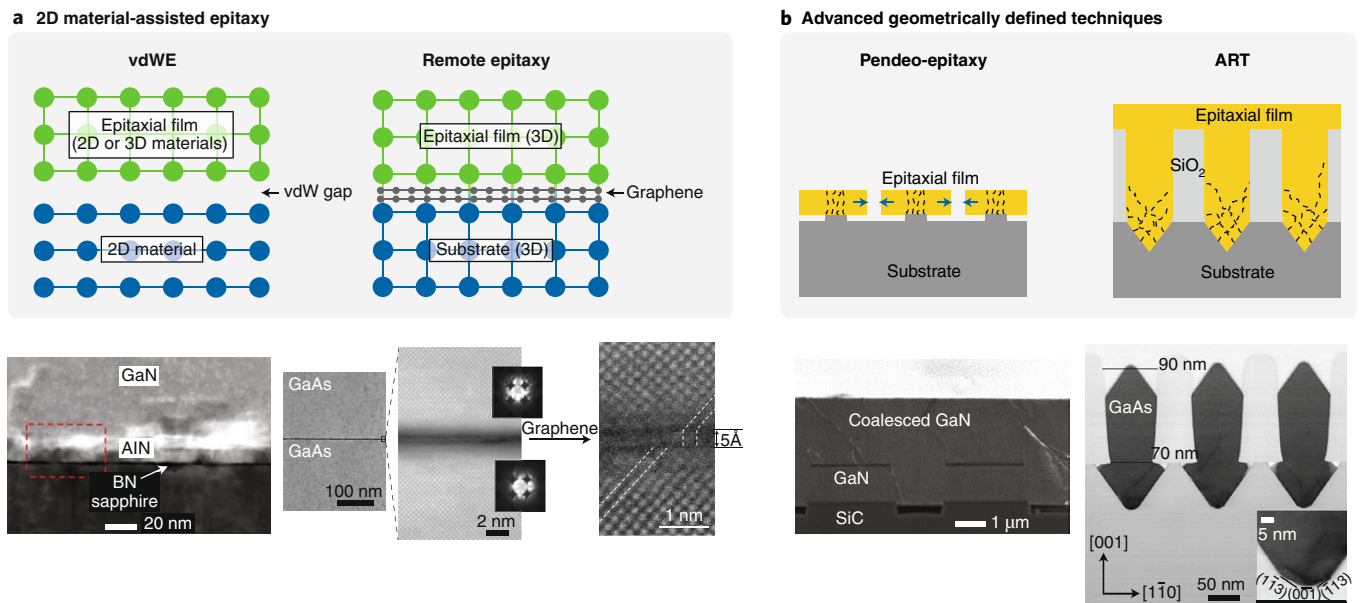 a 2D material-assisted epitaxy
vdWE
Remote epitaxy
Epitaxial film
(2D or 3D materials)
Epitaxial film (3D)
vdW gap
Graphene
2D material
Substrate (3D)
GaN
AlN
BN
sapphire
20 nm
GaAs
GaAs
100 nm
2 nm
Graphene
5Å
1 nm
b Advanced geometrically defined techniques
Pendeo-epitaxy
ART
Epitaxial film
Substrate
Epitaxial film
SiO₂
Substrate
Coalesced GaN
GaN
SiC
1 µm
90 nm
GaAs
70 nm
[001]
[11̄0]
50 nm
5 nm
(11̄3̄)(001̄)(1̄13̄)